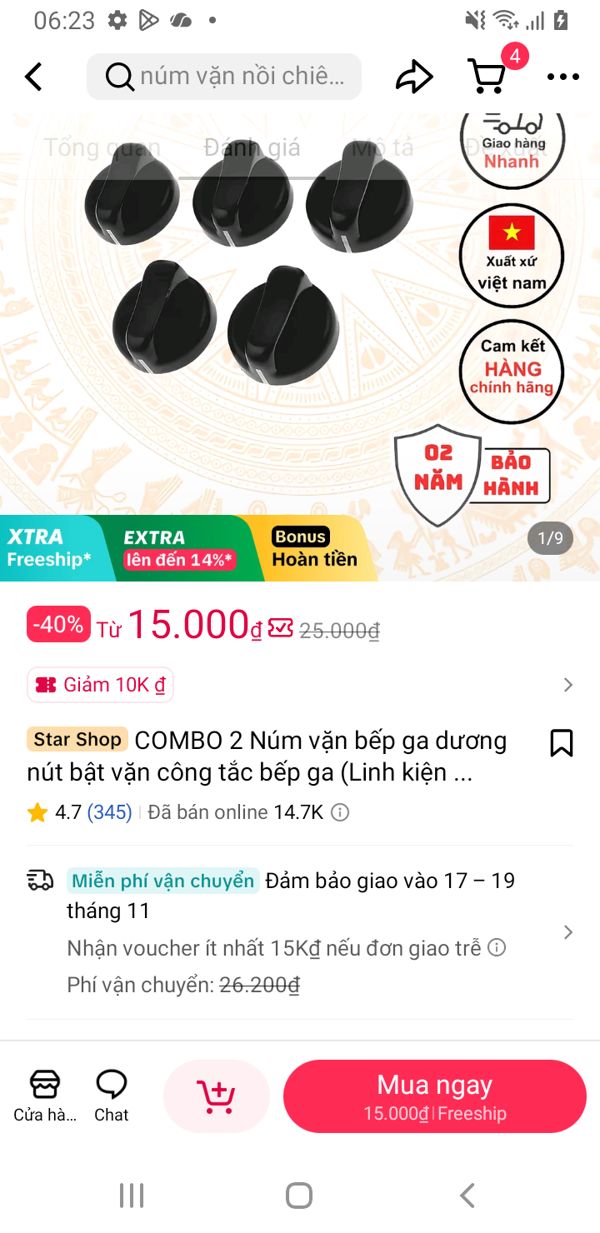 06:23
núm vặn nồi chiê...
4
Tổng quan
Đánh giá
Mô tả
Giao hàng
Nhanh
Xuất xứ
việt nam
Cam kết
HÀNG
chính hãng
02
NĂM
BẢO
HÀNH
XTRA
Freeship*
EXTRA
lên đến 14%*
Bonus
Hoàn tiền
1/9
-40% Từ 15.000₫ 25.000₫
Giảm 10K ₫
Star Shop COMBO 2 Núm vặn bếp ga dương
nút bật vặn công tắc bếp ga (Linh kiện ...
4.7 (345) Đã bán online 14.7K
Miễn phí vận chuyển Đảm bảo giao vào 17 – 19
tháng 11
Nhận voucher ít nhất 15K₫ nếu đơn giao trễ
Phí vận chuyển: 26.200₫
Cửa hà...
Chat
Mua ngay
15.000₫ Freeship